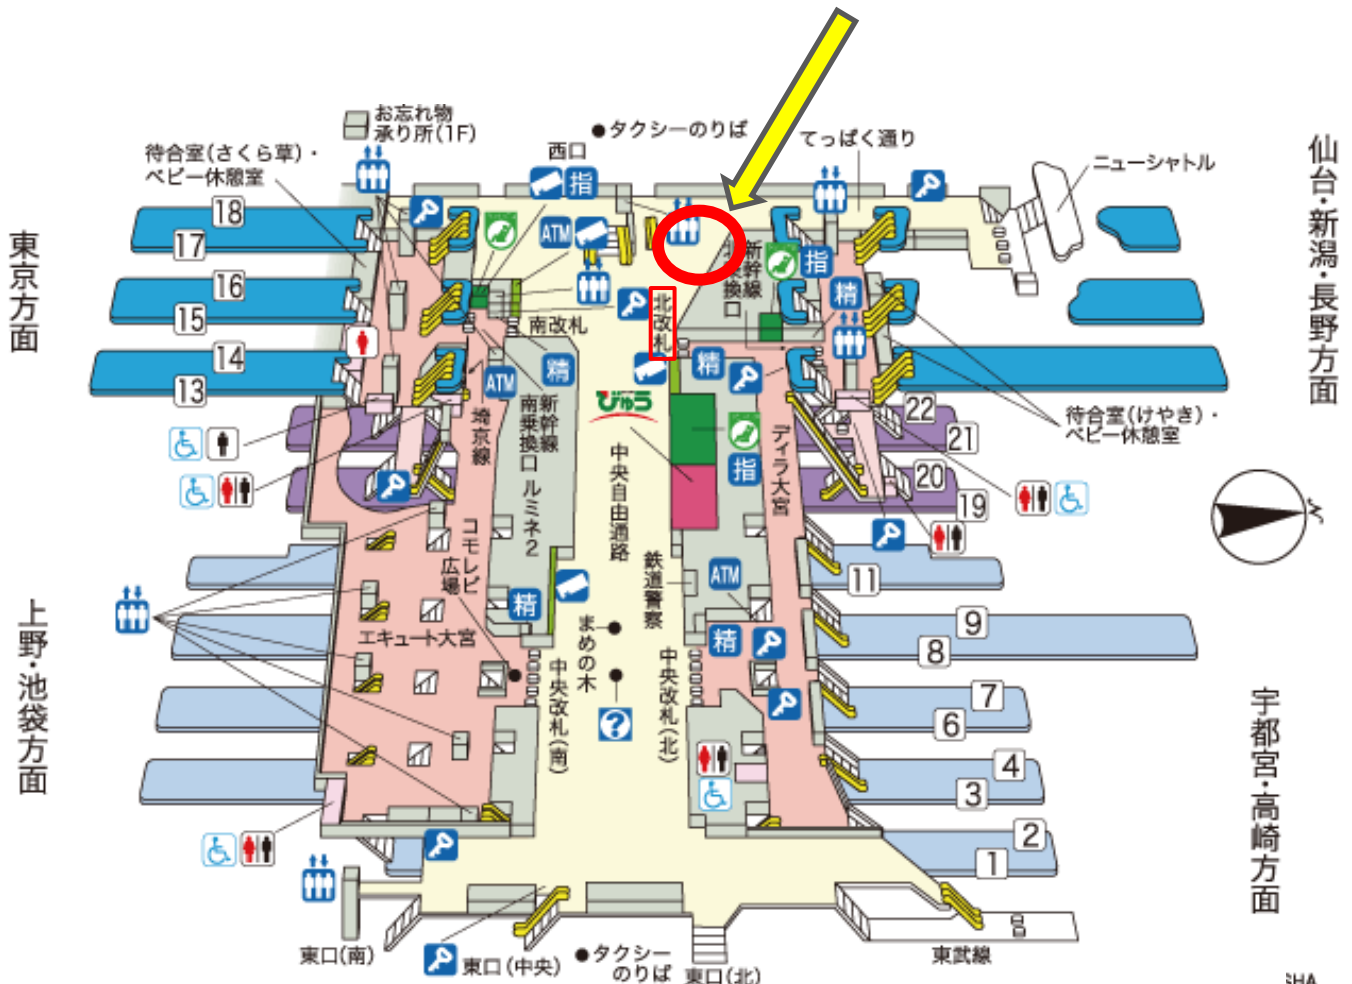 お忘れ物
承り所(1F)
待合室(さくら草)・
ベビー休憩室
西口
●タクシーのりば
てっぱく通り
ニューシャトル
仙台・新潟・長野方面
東京方面
18
17
16
15
14
13
指
ATM
南改札
北改札
新幹線
乗換口
指
精
精
精
ATM
びゅう
埼京線
新幹線
南乗換口
ルミネ2
中央自由通路
指
ディラ大宮
22
21
20
19
待合室(けやき)・
ベビー休憩室
コモレビ
広場
精
鉄道警察
ATM
11
上野・池袋方面
エキュート大宮
まめの木
精
9
8
中央改札(南)
?
中央改札(北)
7
6
宇都宮・高崎方面
4
3
2
1
東口(南)
東口(中央)
●タクシー
のりば
東口(北)
東武線